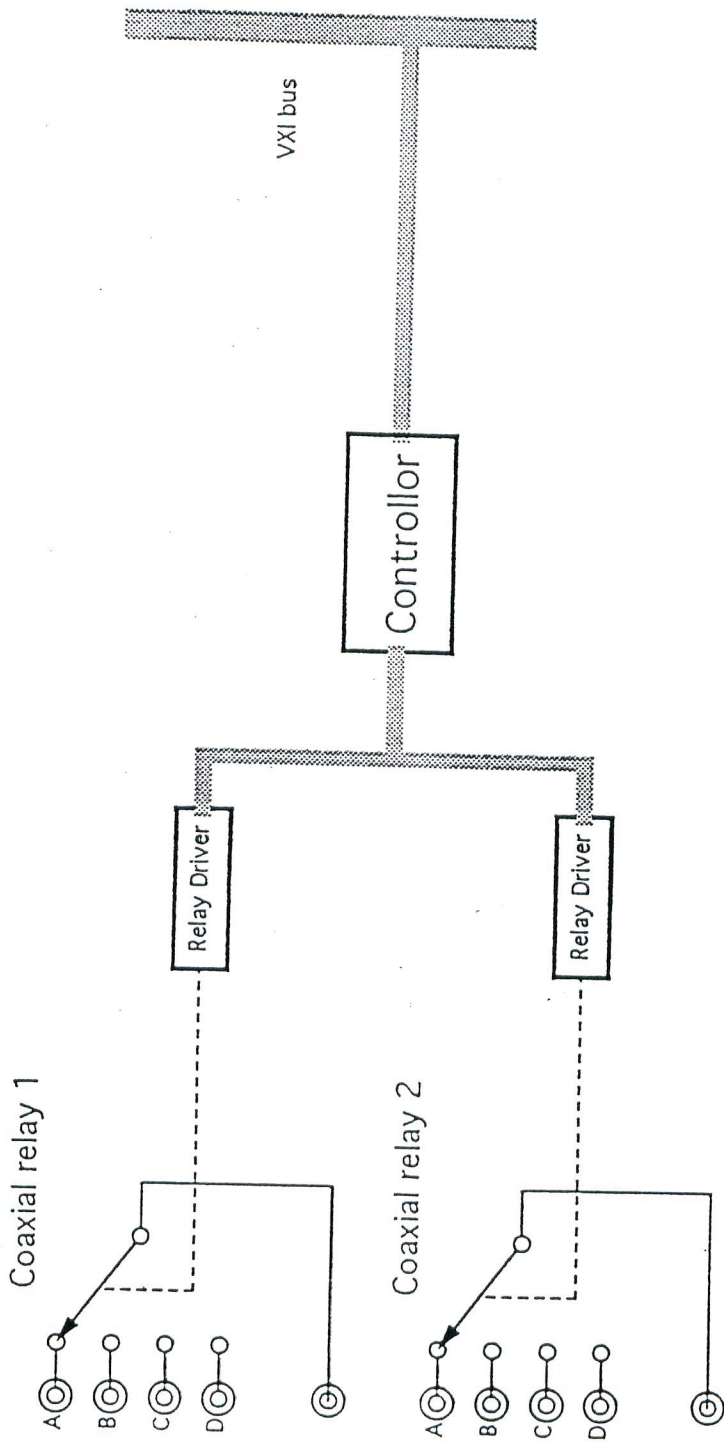 Coaxial relay 1
A
B
C
D
Relay Driver
Controllor
VXI bus
Coaxial relay 2
A
B
C
D
Relay Driver